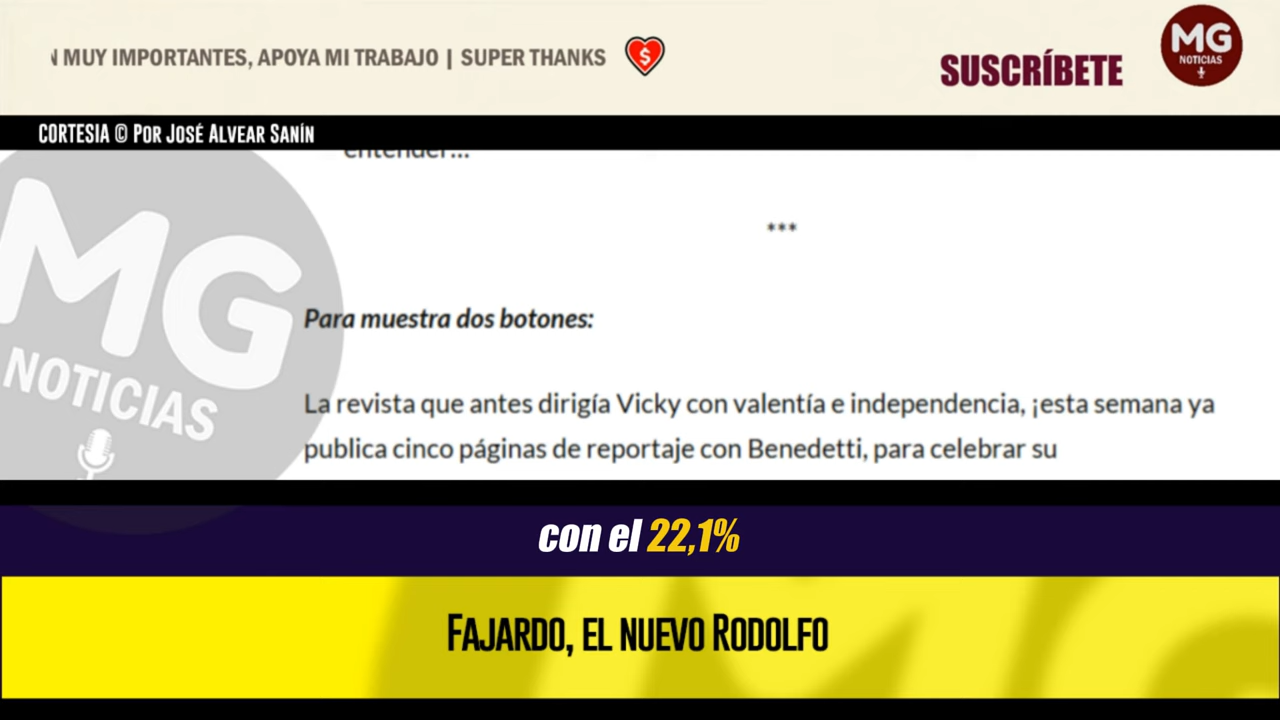 N MUY IMPORTANTES, APOYA MI TRABAJO | SUPER THANKS
$
SUSCRÍBETE
MG
NOTICIAS
CORTESIA © POR JOSÉ ALVEAR SANÍN
entender...
***
MG
NOTICIAS
Para muestra dos botones:
La revista que antes dirigía Vicky con valentía e independencia, ¡esta semana ya
publica cinco páginas de reportaje con Benedetti, para celebrar su
con el 22,1%
FAJARDO, EL NUEVO RODOLFO